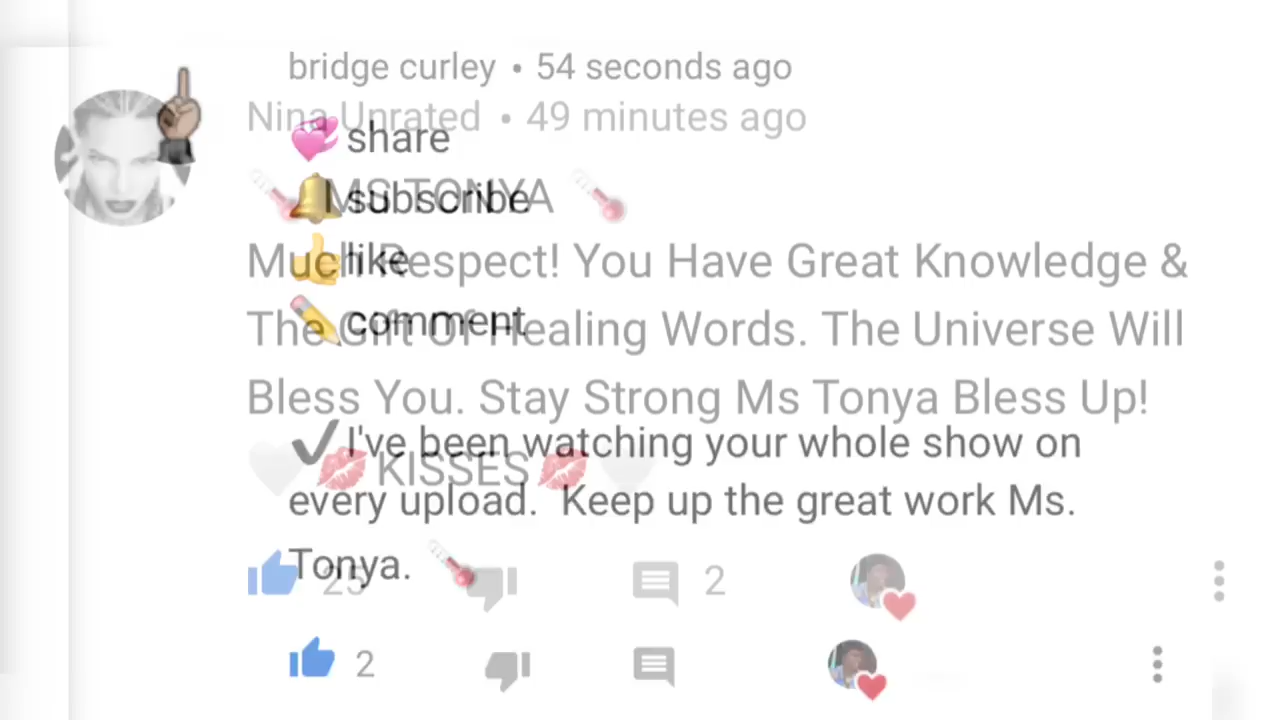 bridge curley • 54 seconds ago
Nina Unrated • 49 minutes ago
share
MS TONYA
subscribe
Much Respect! You Have Great Knowledge &
like
The Gift Of Healing Words. The Universe Will
comment
Bless You. Stay Strong Ms Tonya Bless Up!
I've been watching your whole show on
KISSES
every upload. Keep up the great work Ms.
Tonya.
25
2
2